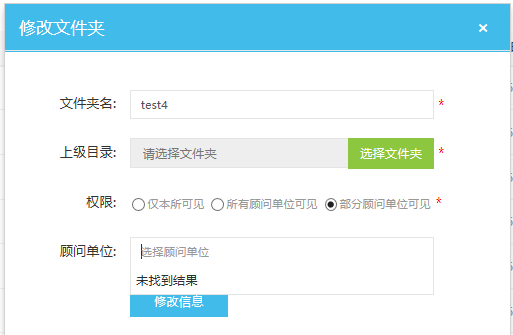 修改文件夹 ×
文件夹名: test4 *
上级目录: 请选择文件夹 选择文件夹 *
权限: 仅本所可见 所有顾问单位可见 部分顾问单位可见 *
顾问单位: 选择顾问单位
未找到结果
修改信息